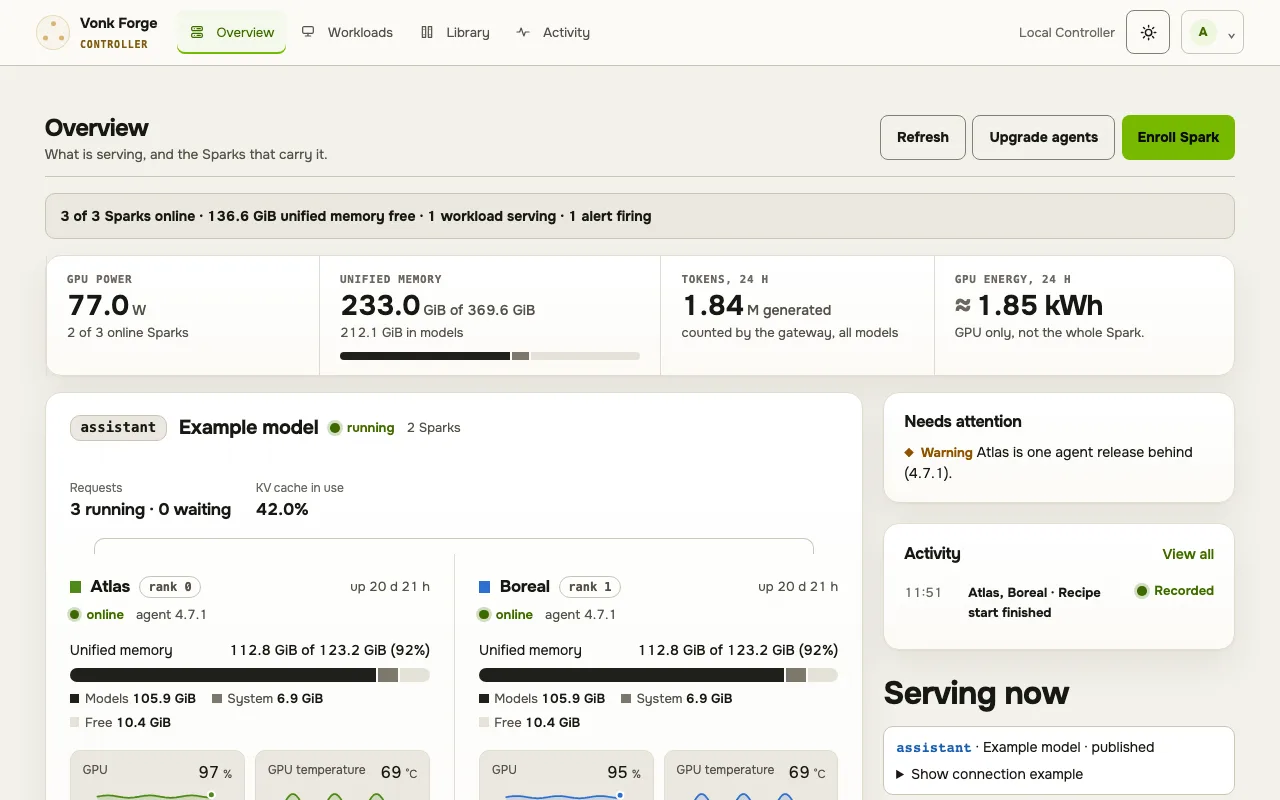 Vonk Forge
CONTROLLER
Overview
Workloads
Library
Activity
Local Controller
A
Overview
What is serving, and the Sparks that carry it.
Refresh
Upgrade agents
Enroll Spark
3 of 3 Sparks online · 136.6 GiB unified memory free · 1 workload serving · 1 alert firing
GPU POWER
77.0 W
2 of 3 online Sparks
UNIFIED MEMORY
233.0 GiB of 369.6 GiB
212.1 GiB in models
TOKENS, 24 H
1.84 M generated
counted by the gateway, all models
GPU ENERGY, 24 H
≈ 1.85 kWh
GPU only, not the whole Spark.
assistant
Example model
running
2 Sparks
Requests
3 running · 0 waiting
KV cache in use
42.0%
Atlas
rank 0
up 20 d 21 h
online
agent 4.7.1
Unified memory
112.8 GiB of 123.2 GiB (92%)
Models 105.9 GiB
System 6.9 GiB
Free 10.4 GiB
GPU
97 %
GPU temperature
69 °C
Boreal
rank 1
up 20 d 21 h
online
agent 4.7.1
Unified memory
112.8 GiB of 123.2 GiB (92%)
Models 105.9 GiB
System 6.9 GiB
Free 10.4 GiB
GPU
95 %
GPU temperature
69 °C
Needs attention
Warning Atlas is one agent release behind
(4.7.1).
Activity
View all
11:51
Atlas, Boreal · Recipe
start finished
Recorded
Serving now
assistant · Example model · published
Show connection example